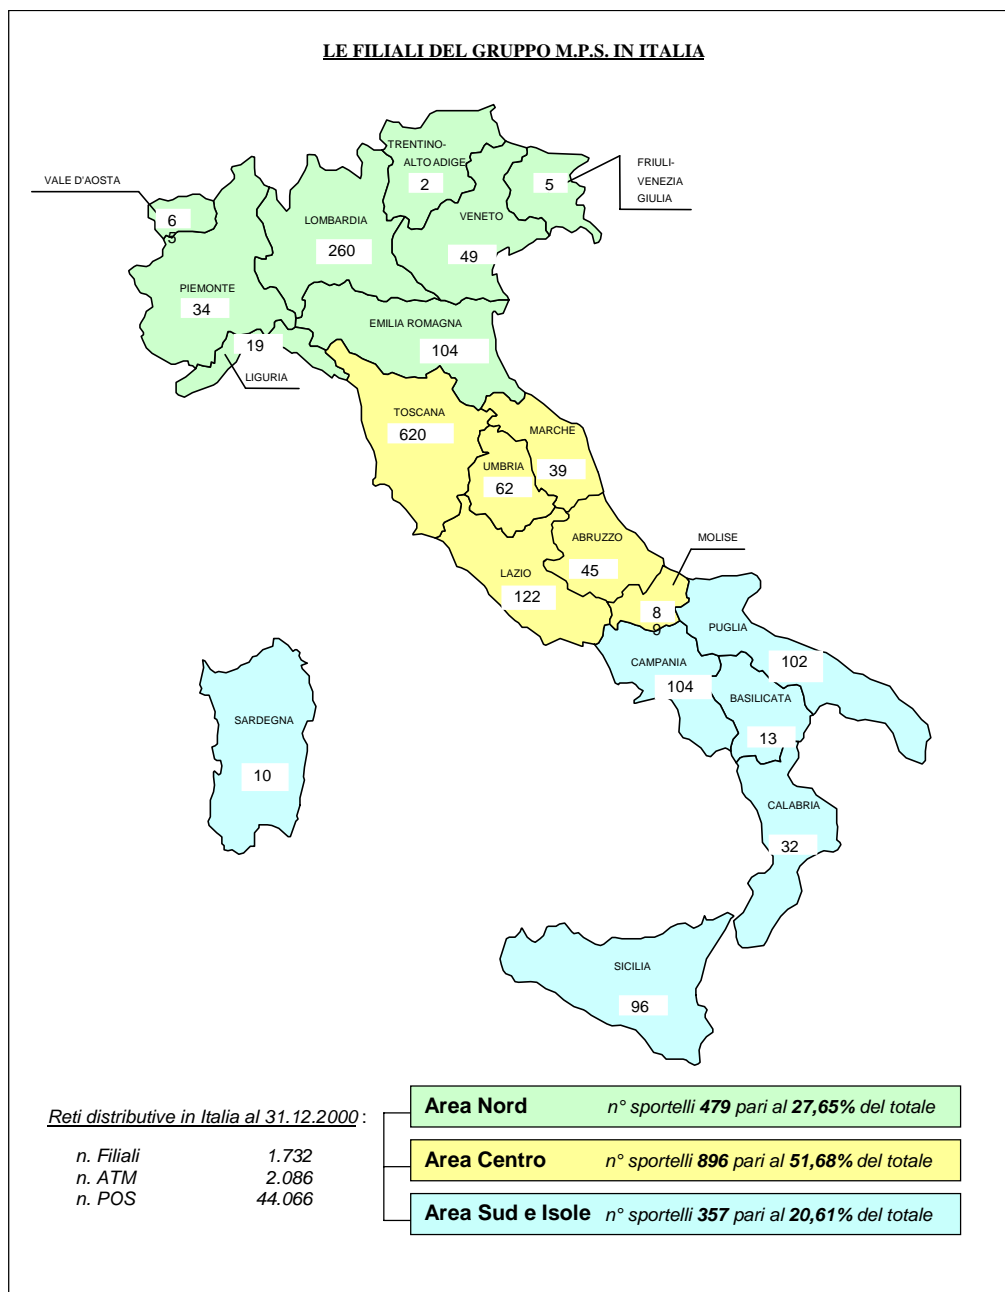 LE FILIALI DEL GRUPPO M.P.S. IN ITALIA
TRENTINO-
ALTO ADIGE
2
FRIULI-
VENEZIA
GIULIA
5
VALE D'AOSTA
6
5
LOMBARDIA
260
VENETO
49
PIEMONTE
34
EMILIA ROMAGNA
104
19
LIGURIA
TOSCANA
620
MARCHE
39
UMBRIA
62
ABRUZZO
45
MOLISE
8
9
LAZIO
122
PUGLIA
102
CAMPANIA
104
BASILICATA
13
SARDEGNA
10
CALABRIA
32
SICILIA
96
Reti distributive in Italia al 31.12.2000 :
n. Filiali 1.732
n. ATM 2.086
n. POS 44.066
Area Nord n° sportelli 479 pari al 27,65% del totale
Area Centro n° sportelli 896 pari al 51,68% del totale
Area Sud e Isole n° sportelli 357 pari al 20,61% del totale